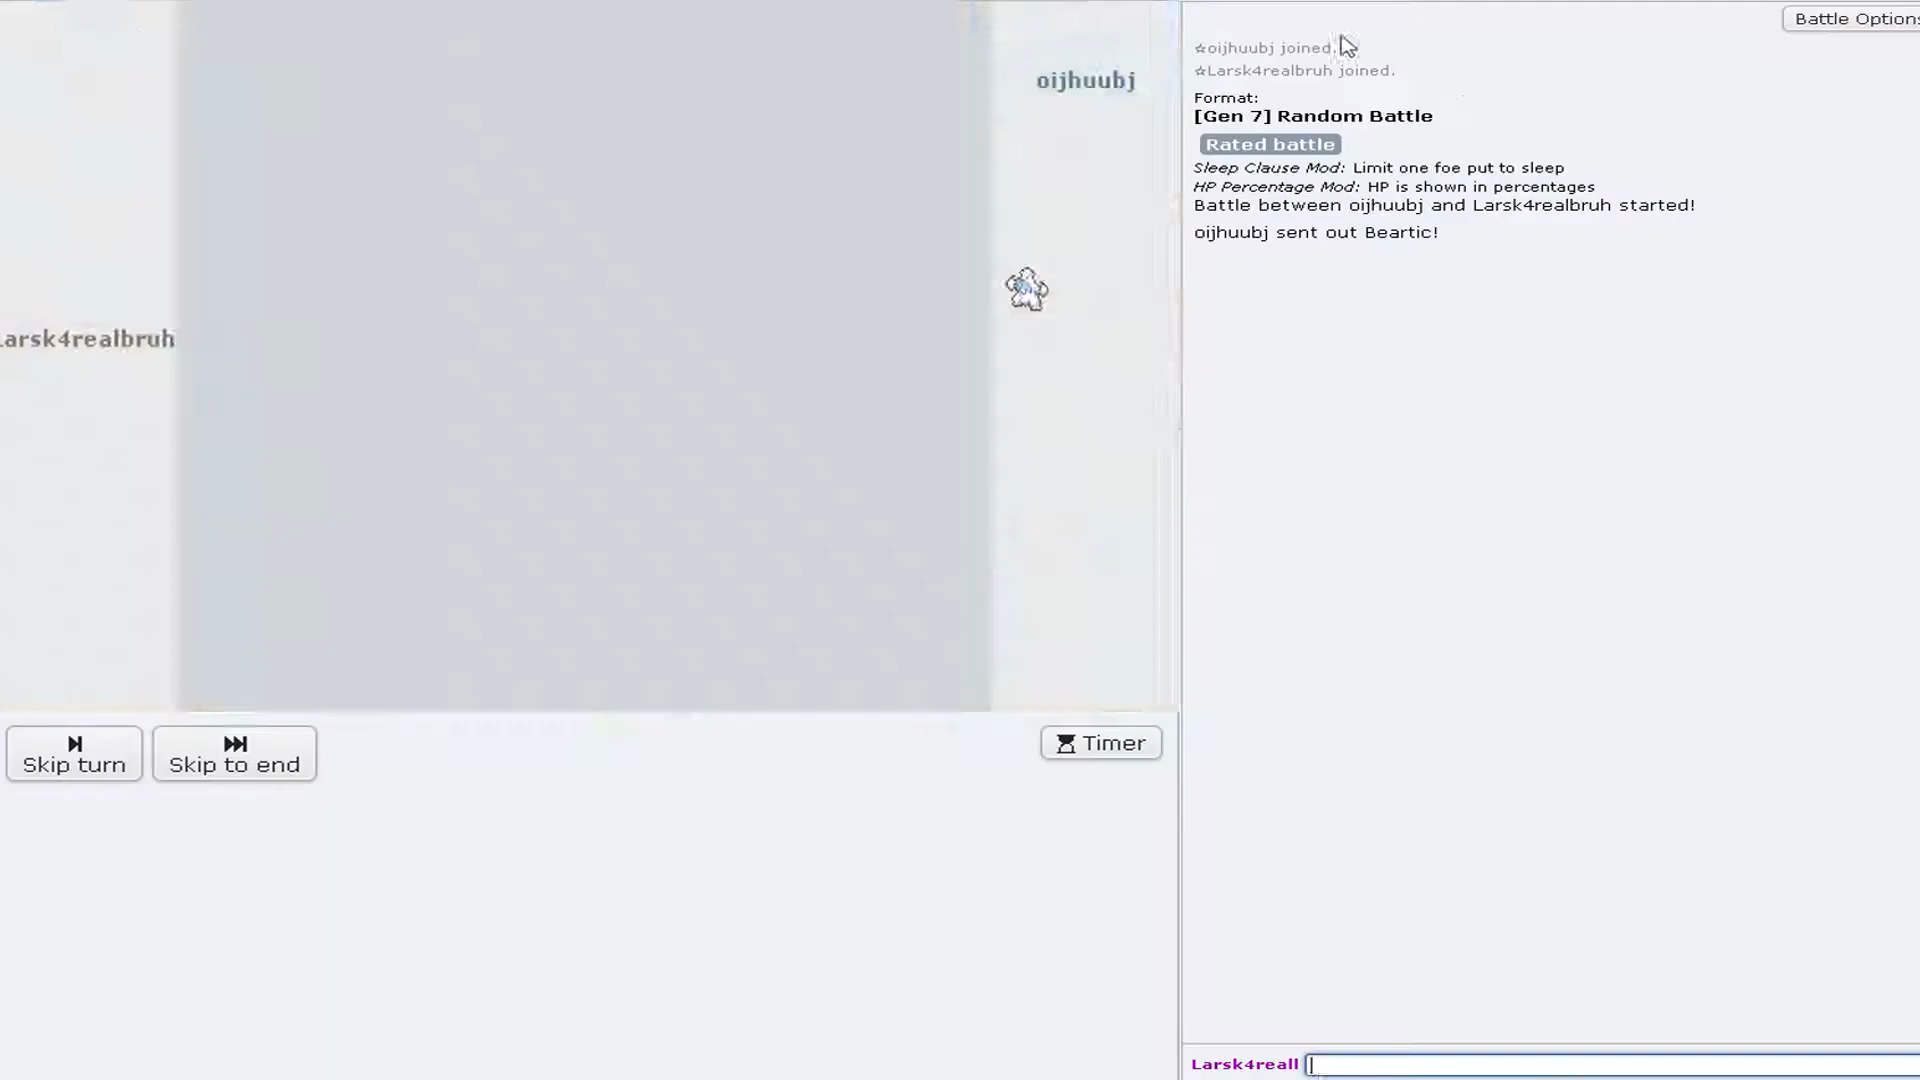 Battle Options
☆oijhuubj joined.
☆Larsk4realbruh joined.
Format:
[Gen 7] Random Battle
Rated battle
Sleep Clause Mod: Limit one foe put to sleep
HP Percentage Mod: HP is shown in percentages
Battle between oijhuubj and Larsk4realbruh started!
oijhuubj sent out Beartic!
oijhuubj
Larsk4realbruh
Skip turn
Skip to end
Timer
Larsk4reall